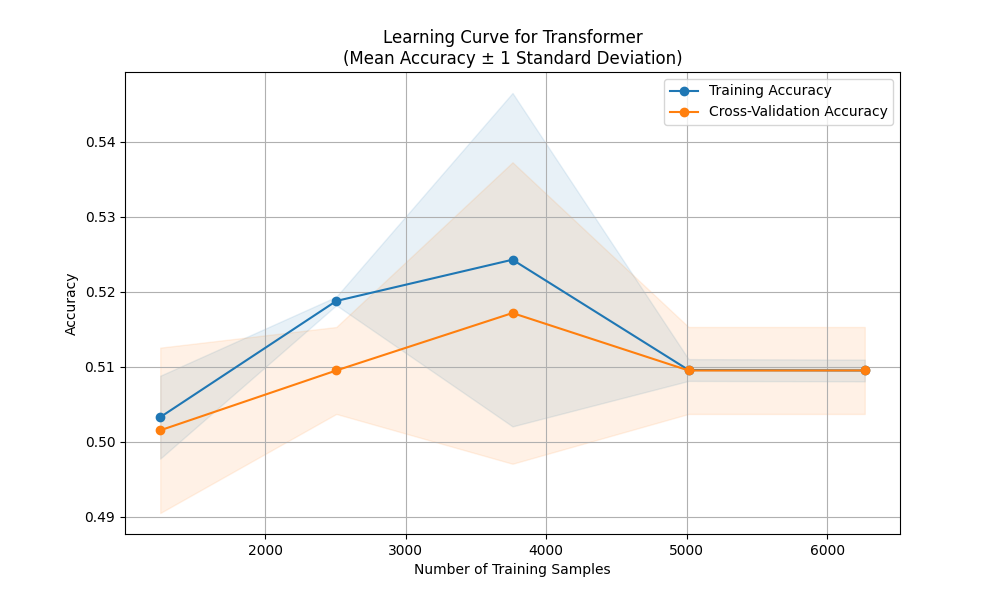 Learning Curve for Transformer
(Mean Accuracy ± 1 Standard Deviation)
Training Accuracy
Cross-Validation Accuracy
Accuracy
0.54
0.53
0.52
0.51
0.50
0.49
2000 3000 4000 5000 6000
Number of Training Samples